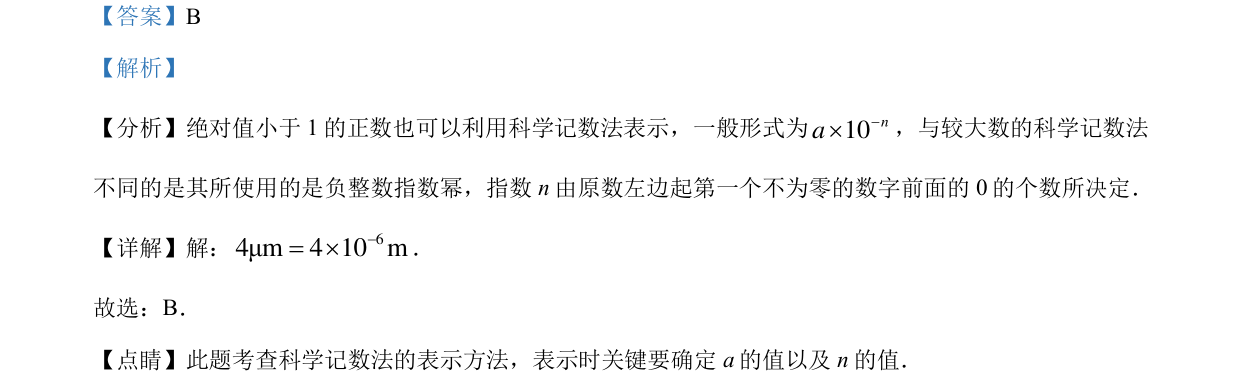 【答案】B
【解析】
【分析】绝对值小于 1 的正数也可以利用科学记数法表示，一般形式为 a×10⁻ⁿ，与较大数的科学记数法
不同的是其所使用的是负整数指数幂，指数 n 由原数左边起第一个不为零的数字前面的 0 的个数所决定．
【详解】解：4μm = 4×10⁻⁶ m．
故选：B．
【点睛】此题考查科学记数法的表示方法，表示时关键要确定 a 的值以及 n 的值．